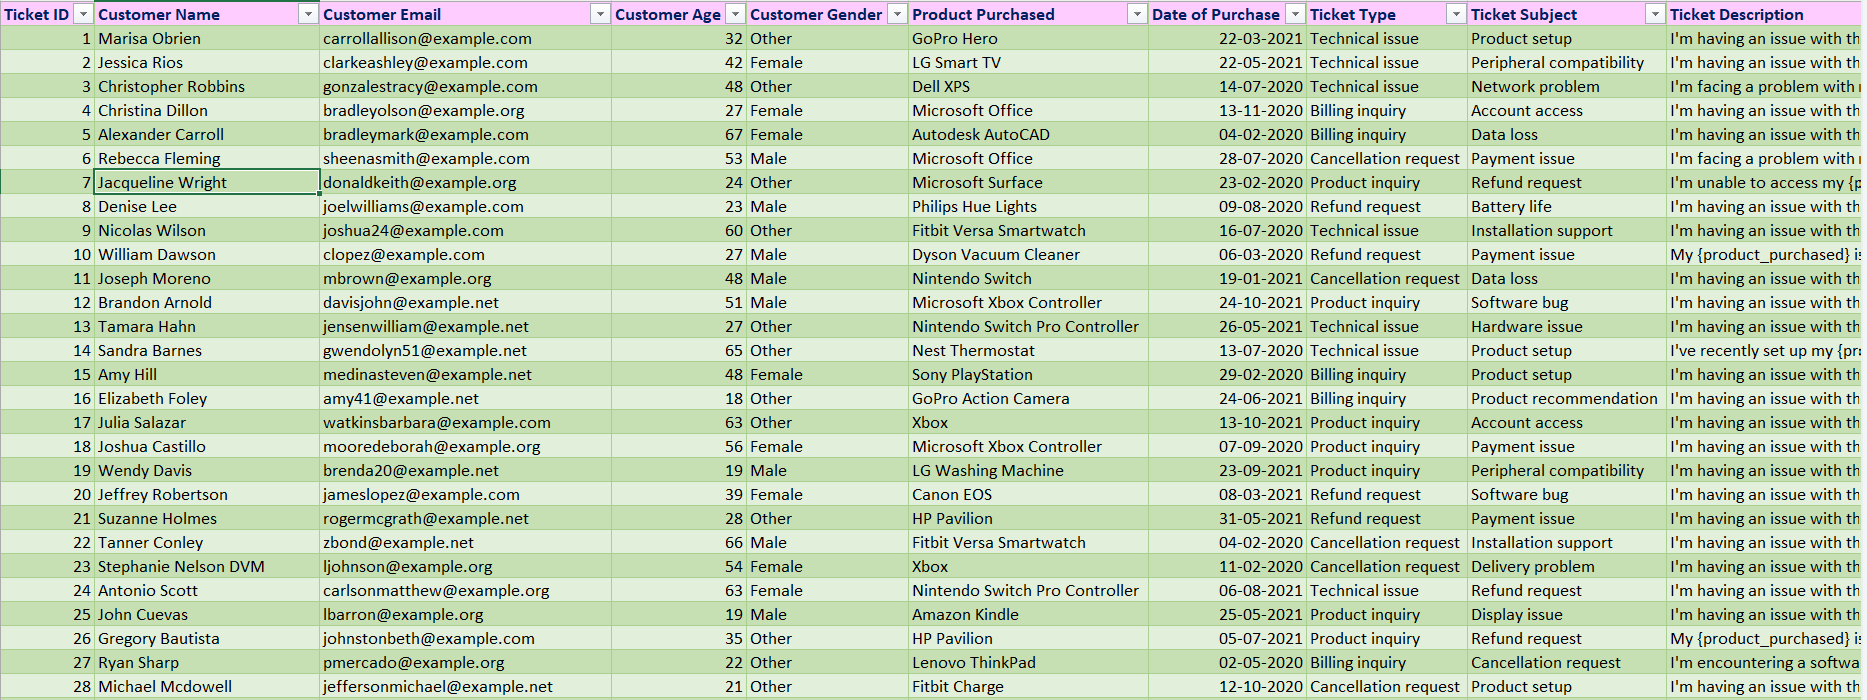 Ticket ID Customer Name Customer Email Customer Age Customer Gender Product Purchased Date of Purchase Ticket Type Ticket Subject Ticket Description
1 Marisa Obrien carrollallison@example.com 32 Other GoPro Hero 22-03-2021 Technical issue Product setup I'm having an issue with th
2 Jessica Rios clarkeashley@example.com 42 Female LG Smart TV 22-05-2021 Technical issue Peripheral compatibility I'm having an issue with th
3 Christopher Robbins gonzalestracy@example.com 48 Other Dell XPS 14-07-2020 Technical issue Network problem I'm facing a problem with
4 Christina Dillon bradleyolson@example.org 27 Female Microsoft Office 13-11-2020 Billing inquiry Account access I'm having an issue with th
5 Alexander Carroll bradleymark@example.com 67 Female Autodesk AutoCAD 04-02-2020 Billing inquiry Data loss I'm having an issue with th
6 Rebecca Fleming sheenasmith@example.com 53 Male Microsoft Office 28-07-2020 Cancellation request Payment issue I'm facing a problem with
7 Jacqueline Wright donaldkeith@example.org 24 Other Microsoft Surface 23-02-2020 Product inquiry Refund request I'm unable to access my {p
8 Denise Lee joelwilliams@example.com 23 Male Philips Hue Lights 09-08-2020 Refund request Battery life I'm having an issue with th
9 Nicolas Wilson joshua24@example.com 60 Other Fitbit Versa Smartwatch 16-07-2020 Technical issue Installation support I'm having an issue with th
10 William Dawson clopez@example.com 27 Male Dyson Vacuum Cleaner 06-03-2020 Refund request Payment issue My {product_purchased} is
11 Joseph Moreno mbrown@example.org 48 Male Nintendo Switch 19-01-2021 Cancellation request Data loss I'm having an issue with th
12 Brandon Arnold davisjohn@example.net 51 Male Microsoft Xbox Controller 24-10-2021 Product inquiry Software bug I'm having an issue with th
13 Tamara Hahn jensenwilliam@example.net 27 Other Nintendo Switch Pro Controller 26-05-2021 Technical issue Hardware issue I'm having an issue with th
14 Sandra Barnes gwendolyn51@example.net 65 Other Nest Thermostat 13-07-2020 Technical issue Product setup I've recently set up my {pr
15 Amy Hill medinasteven@example.net 48 Female Sony PlayStation 29-02-2020 Billing inquiry Product setup I'm having an issue with th
16 Elizabeth Foley amy41@example.net 18 Other GoPro Action Camera 24-06-2021 Billing inquiry Product recommendation I'm having an issue with th
17 Julia Salazar watkinsbarbara@example.com 63 Other Xbox 13-10-2021 Product inquiry Account access I'm having an issue with th
18 Joshua Castillo mooredeborah@example.org 56 Female Microsoft Xbox Controller 07-09-2020 Product inquiry Payment issue I'm having an issue with th
19 Wendy Davis brenda20@example.net 19 Male LG Washing Machine 23-09-2021 Product inquiry Peripheral compatibility I'm having an issue with th
20 Jeffrey Robertson jameslopez@example.com 39 Female Canon EOS 08-03-2021 Refund request Software bug I'm having an issue with th
21 Suzanne Holmes rogermcgrath@example.net 28 Other HP Pavilion 31-05-2021 Refund request Payment issue I'm having an issue with th
22 Tanner Conley zbond@example.net 66 Male Fitbit Versa Smartwatch 04-02-2020 Cancellation request Installation support I'm having an issue with th
23 Stephanie Nelson DVM ljohnson@example.org 54 Female Xbox 11-02-2020 Cancellation request Delivery problem I'm having an issue with th
24 Antonio Scott carlsonmatthew@example.org 63 Female Nintendo Switch Pro Controller 06-08-2021 Technical issue Refund request I'm having an issue with th
25 John Cuevas lbarron@example.org 19 Male Amazon Kindle 25-05-2021 Product inquiry Display issue I'm having an issue with th
26 Gregory Bautista johnstonbeth@example.com 35 Other HP Pavilion 05-07-2021 Product inquiry Refund request My {product_purchased} is
27 Ryan Sharp pmercado@example.org 22 Other Lenovo ThinkPad 02-05-2020 Billing inquiry Cancellation request I'm encountering a softwa
28 Michael Mcdowell jeffersonmichael@example.net 21 Other Fitbit Charge 12-10-2020 Cancellation request Product setup I'm having an issue with th